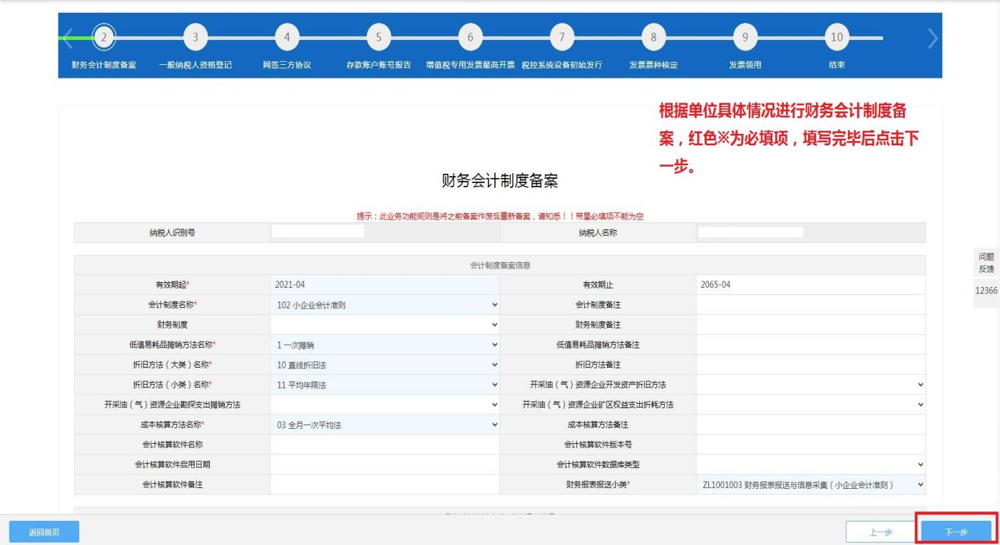 2 3 4 5 6 7 8 9 10
财务会计制度备案 一般纳税人资格登记 网签三方协议 存款账户账号报告 增值税专用发票最高开票 税控系统设备初始发行 发票票种核定 发票领用 结束
根据单位具体情况进行财务会计制度备
案，红色※为必填项，填写完毕后点击下
一步。
财务会计制度备案
提示：此业务功能规则是将之前备案作废后重新备案，请知悉！！带星必填项不能为空
纳税人识别号 纳税人名称
会计制度备案信息
有效期起* 2021-04 有效期止 2065-04
会计制度名称* 102 小企业会计准则 会计制度备注
财务制度 财务制度备注
低值易耗品摊销方法名称* 1 一次摊销 低值易耗品摊销方法备注
折旧方法（大类）名称* 10 直线折旧法 折旧方法备注
折旧方法（小类）名称* 11 平均年限法 开采油（气）资源企业开发资产折旧方法
开采油（气）资源企业勘探支出摊销方法 开采油（气）资源企业矿区权益支出折耗方法
成本核算方法名称* 03 全月一次平均法 成本核算方法备注
会计核算软件名称 会计核算软件版本号
会计核算软件启用日期 会计核算软件数据库类型
会计核算软件备注 财务报表报送小类* ZL1001003 财务报表报送与信息采集（小企业会计准则）
问题
反馈
12366
返回首页 上一步 下一步